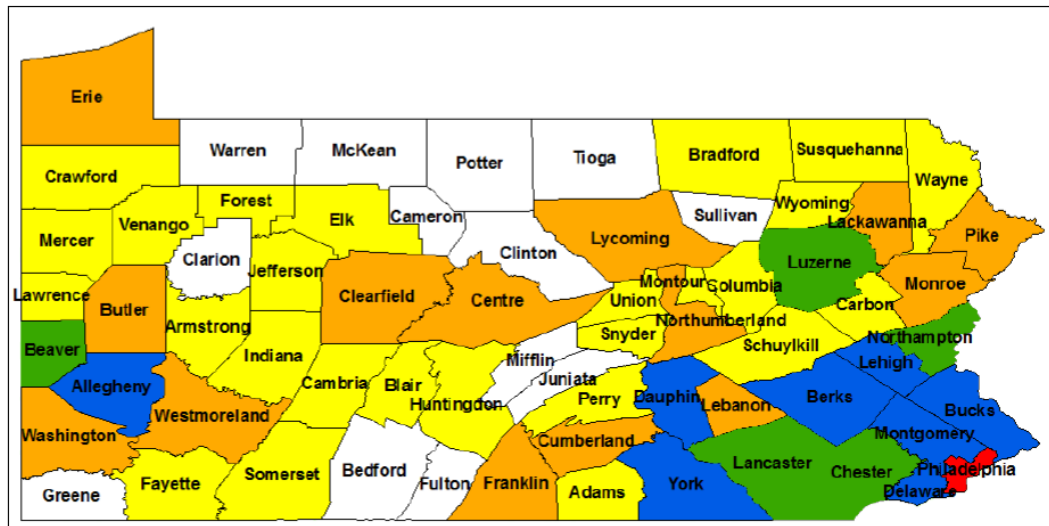 Erie
Warren
McKean
Potter
Tioga
Bradford
Susquehanna
Wayne
Crawford
Forest
Elk
Cameron
Sullivan
Wyoming
Lackawanna
Venango
Mercer
Clarion
Jefferson
Clinton
Lycoming
Luzerne
Pike
Lawrence
Butler
Armstrong
Clearfield
Centre
Union
Montour
Columbia
Carbon
Monroe
Beaver
Indiana
Snyder
Northumberland
Schuylkill
Northampton
Lehigh
Allegheny
Cambria
Blair
Huntingdon
Mifflin
Juniata
Perry
Dauphin
Lebanon
Berks
Bucks
Washington
Westmoreland
Cumberland
Montgomery
Greene
Fayette
Somerset
Bedford
Fulton
Franklin
Adams
York
Lancaster
Chester
Philadelphia
Delaware